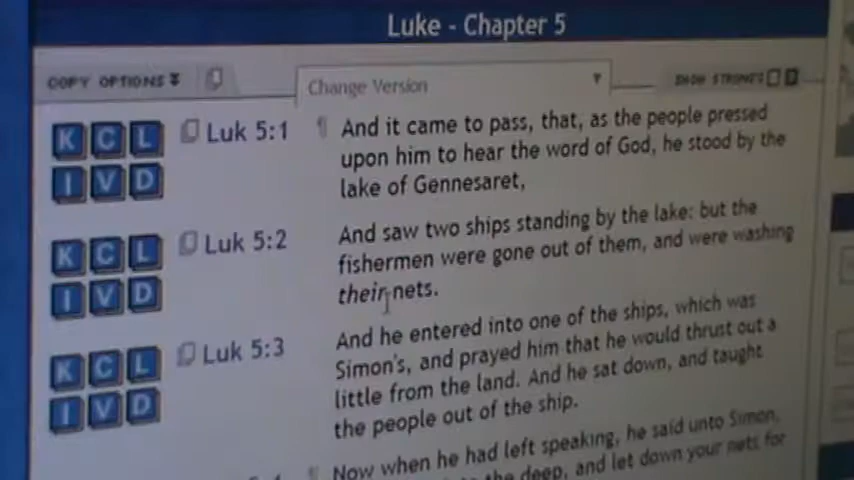 Luke - Chapter 5
COPY OPTIONS
Change Version
SHOW STRONG'S
K C L
I V D
Luk 5:1
¶ And it came to pass, that, as the people pressed
upon him to hear the word of God, he stood by the
lake of Gennesaret,
K C L
I V D
Luk 5:2
And saw two ships standing by the lake: but the
fishermen were gone out of them, and were washing
their nets.
K C L
I V D
Luk 5:3
And he entered into one of the ships, which was
Simon's, and prayed him that he would thrust out a
little from the land. And he sat down, and taught
the people out of the ship.
¶ Now when he had left speaking, he said unto Simon,
the deep, and let down your nets for